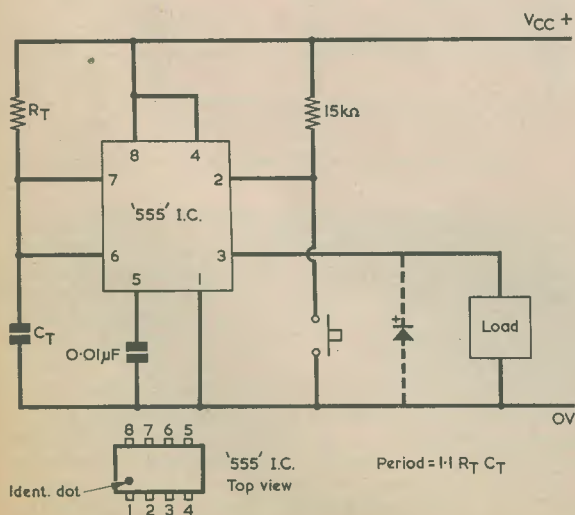 VCC +
RT
15kΩ
8 4
7
2
'555' I.C.
6
3
5 1
+
CT
0·01µF
Load
0V
8 7 6 5
'555' I.C.
Top view
Period = 1·1 RT CT
Ident. dot
1 2 3 4